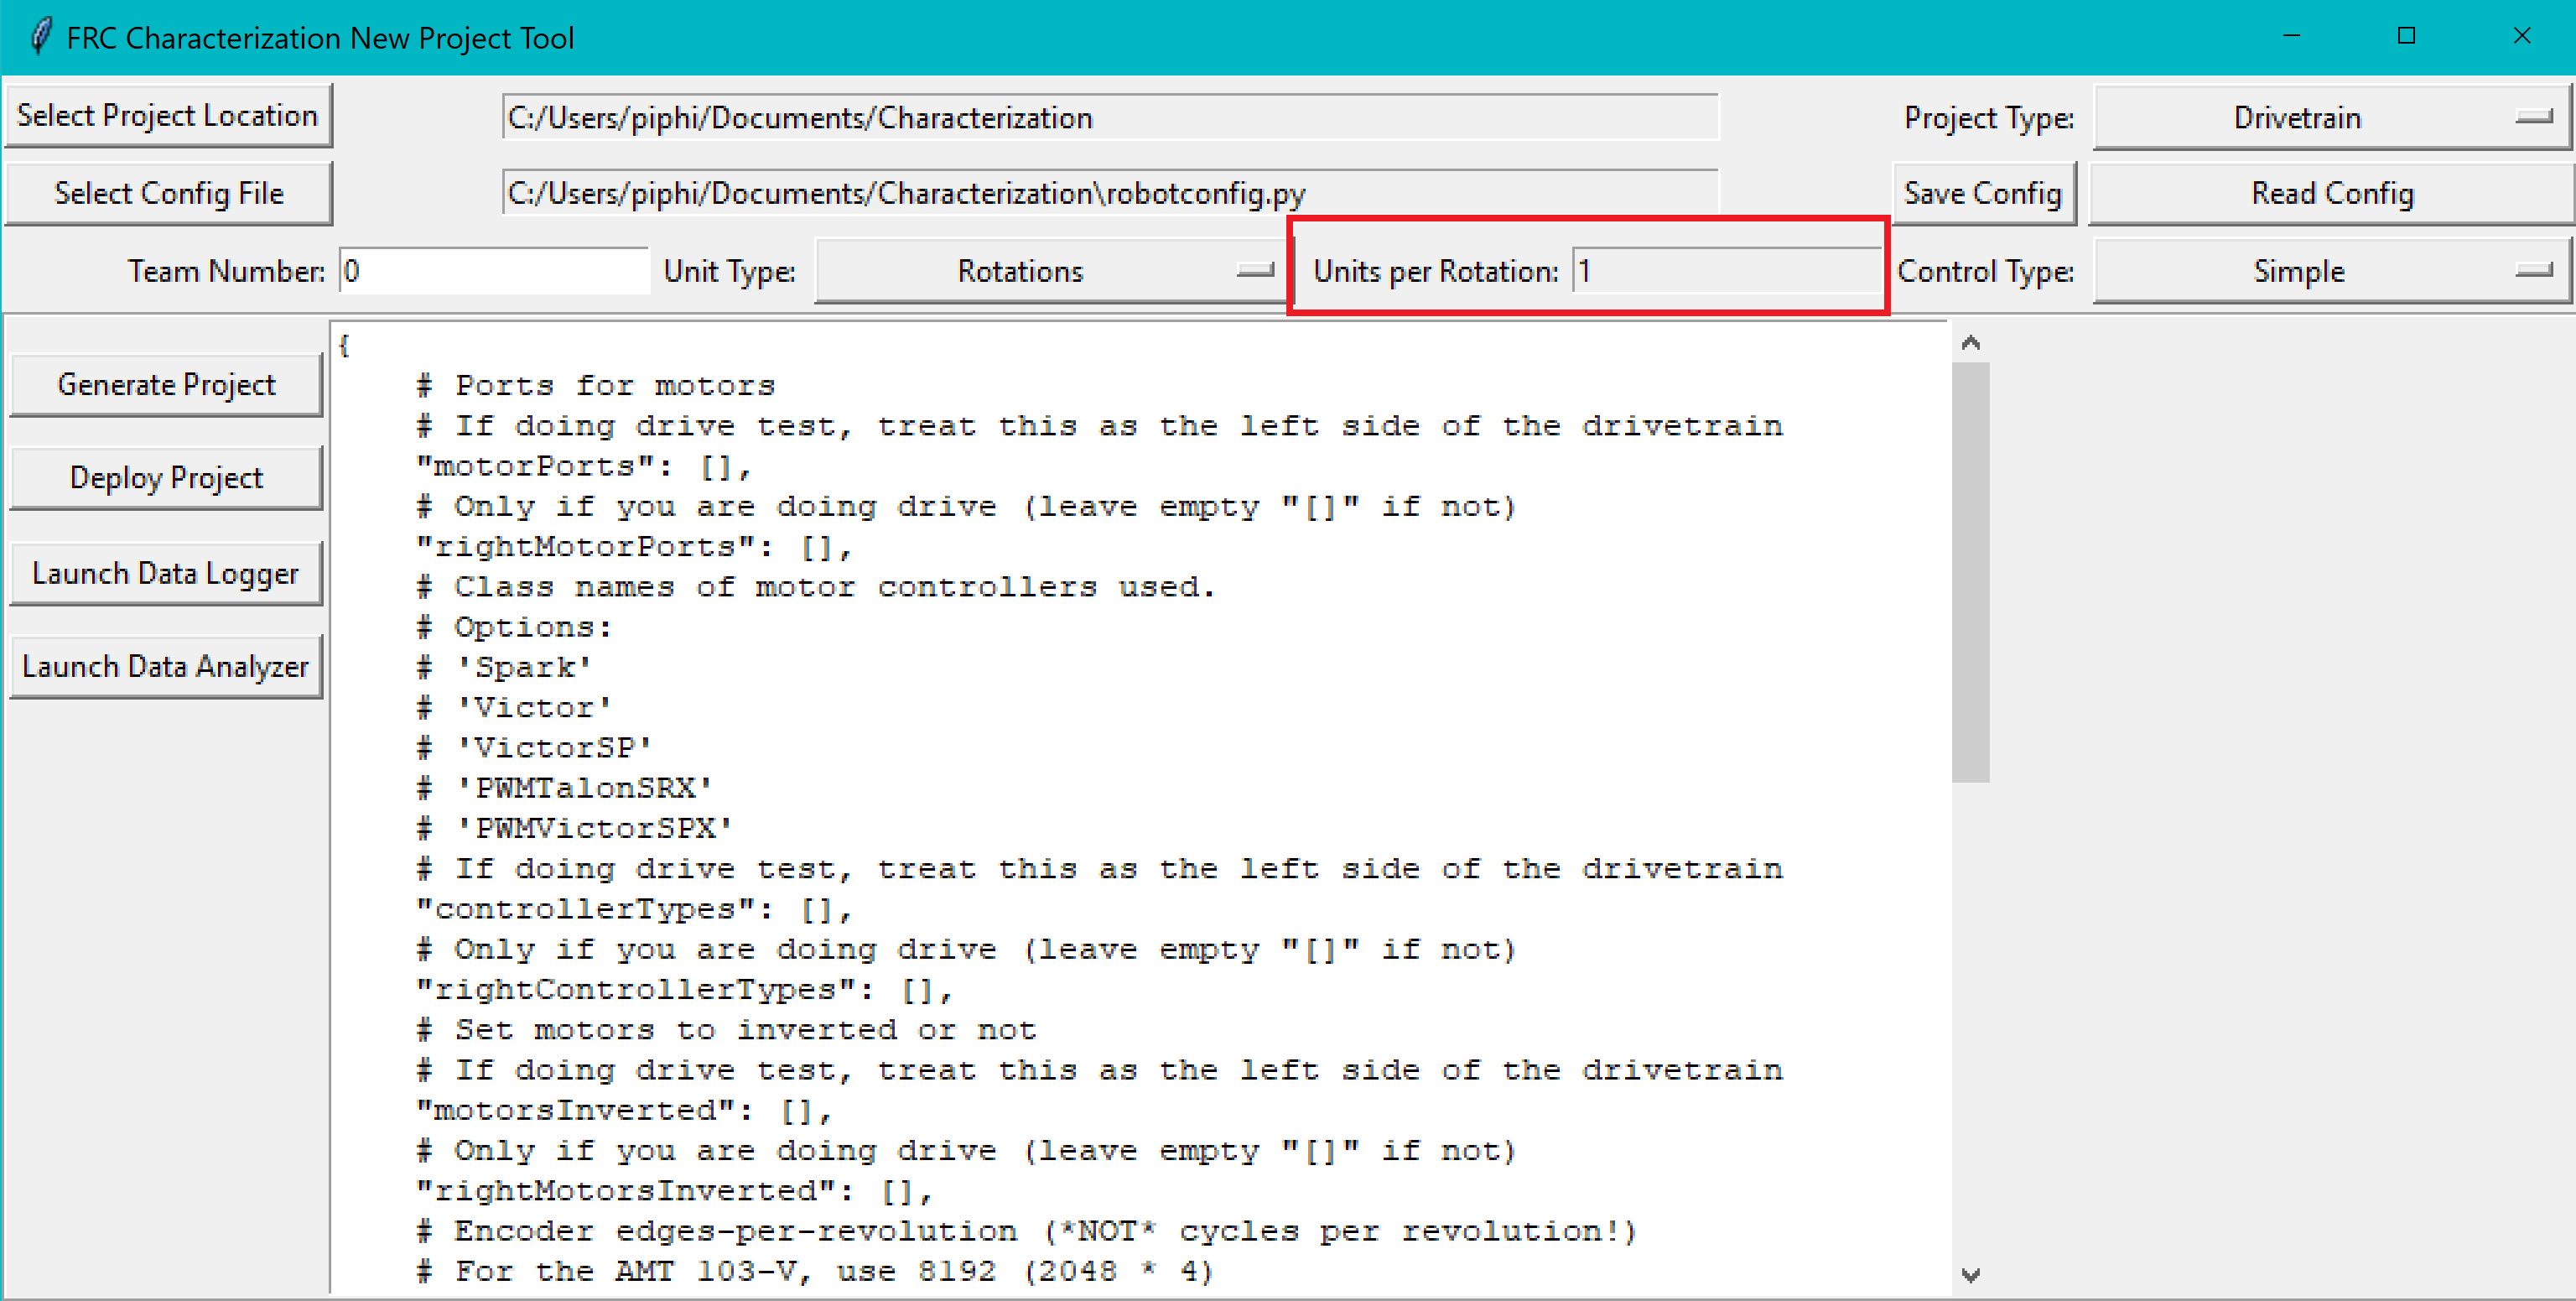 FRC Characterization New Project Tool
Select Project Location C:/Users/piphi/Documents/Characterization Project Type: Drivetrain
Select Config File C:/Users/piphi/Documents/Characterization\robotconfig.py Save Config Read Config
Team Number: 0 Unit Type: Rotations Units per Rotation: 1 Control Type: Simple
Generate Project
Deploy Project
Launch Data Logger
Launch Data Analyzer
{
# Ports for motors
# If doing drive test, treat this as the left side of the drivetrain
"motorPorts": [],
# Only if you are doing drive (leave empty "[]" if not)
"rightMotorPorts": [],
# Class names of motor controllers used.
# Options:
# 'Spark'
# 'Victor'
# 'VictorSP'
# 'PWMTalonSRX'
# 'PWMVictorSPX'
# If doing drive test, treat this as the left side of the drivetrain
"controllerTypes": [],
# Only if you are doing drive (leave empty "[]" if not)
"rightControllerTypes": [],
# Set motors to inverted or not
# If doing drive test, treat this as the left side of the drivetrain
"motorsInverted": [],
# Only if you are doing drive (leave empty "[]" if not)
"rightMotorsInverted": [],
# Encoder edges-per-revolution (*NOT* cycles per revolution!)
# For the AMT 103-V, use 8192 (2048 * 4)